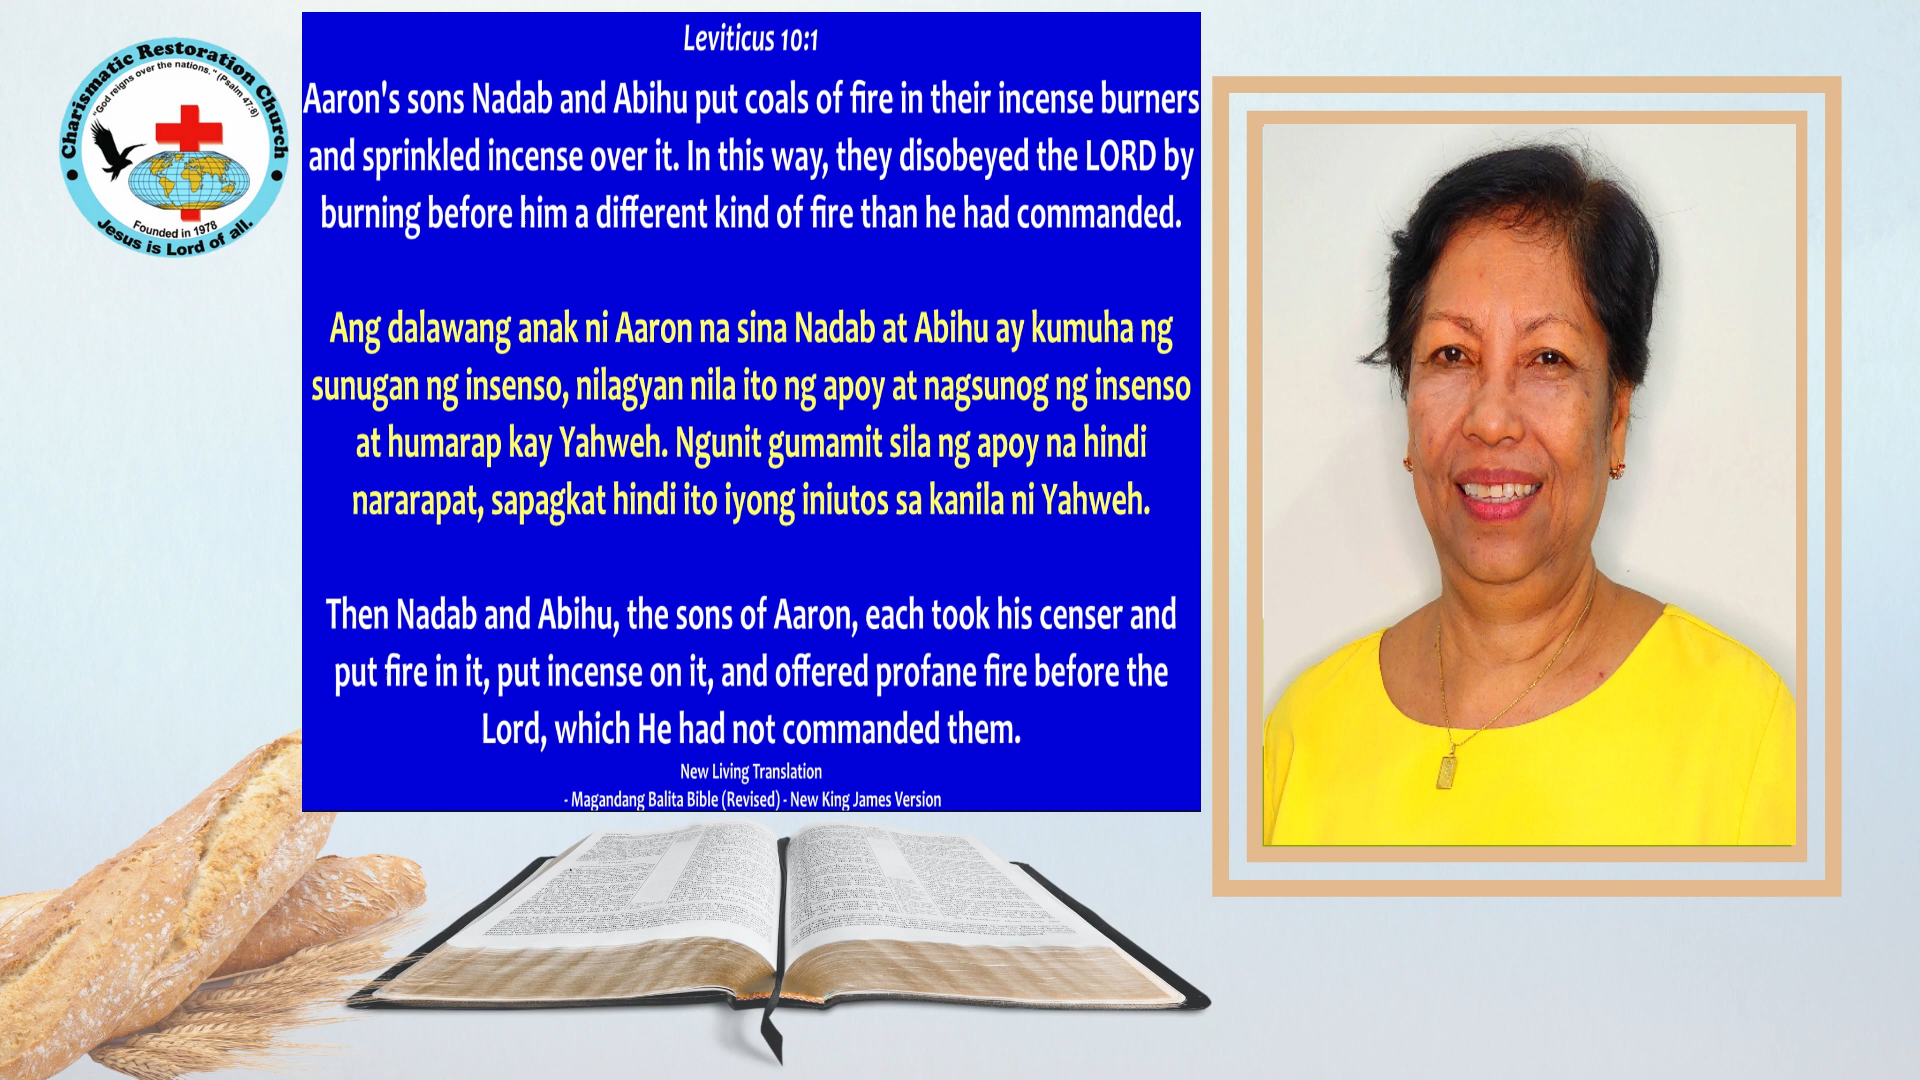 Charismatic Restoration Church
"God reigns over the nations." (Psalm 47:8)
Founded in 1978
Jesus is Lord of all.
Leviticus 10:1
Aaron's sons Nadab and Abihu put coals of fire in their incense burners
and sprinkled incense over it. In this way, they disobeyed the LORD by
burning before him a different kind of fire than he had commanded.
Ang dalawang anak ni Aaron na sina Nadab at Abihu ay kumuha ng
sunugan ng insenso, nilagyan nila ito ng apoy at nagsunog ng insenso
at humarap kay Yahweh. Ngunit gumamit sila ng apoy na hindi
nararapat, sapagkat hindi ito iyong iniutos sa kanila ni Yahweh.
Then Nadab and Abihu, the sons of Aaron, each took his censer and
put fire in it, put incense on it, and offered profane fire before the
Lord, which He had not commanded them.
New Living Translation
- Magandang Balita Bible (Revised) - New King James Version